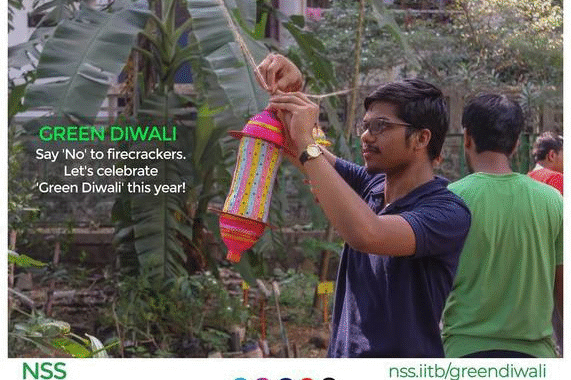 GREEN DIWALI
Say 'No' to firecrackers.
Let's celebrate
'Green Diwali' this year!
NSS
nss.iitb/greendiwali